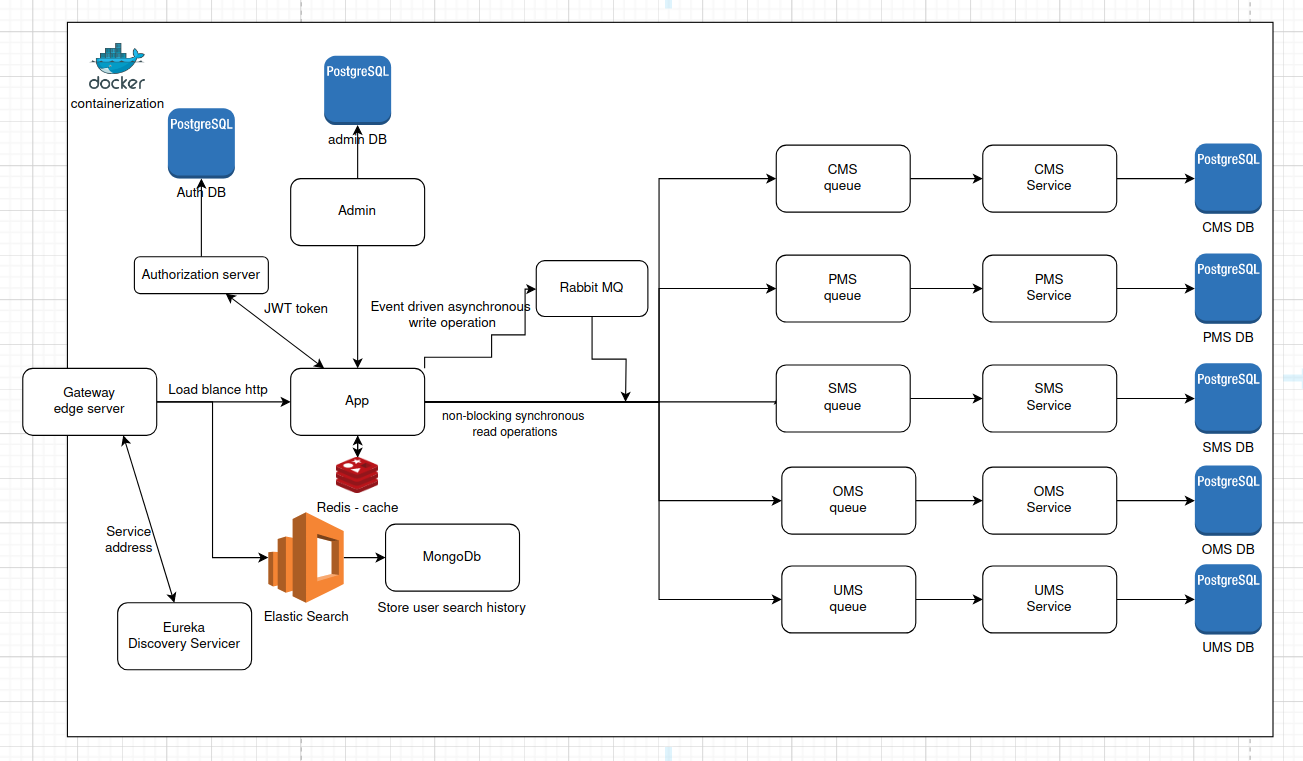 docker
containerization
PostgreSQL
Auth DB
PostgreSQL
admin DB
Admin
Authorization server
JWT token
Gateway
edge server
Load blance http
App
Redis - cache
Service
address
Eureka
Discovery Servicer
Elastic Search
MongoDb
Store user search history
Event driven asynchronous
write operation
Rabbit MQ
non-blocking synchronous
read operations
CMS
queue
CMS
Service
PostgreSQL
CMS DB
PMS
queue
PMS
Service
PostgreSQL
PMS DB
SMS
queue
SMS
Service
PostgreSQL
SMS DB
OMS
queue
OMS
Service
PostgreSQL
OMS DB
UMS
queue
UMS
Service
PostgreSQL
UMS DB